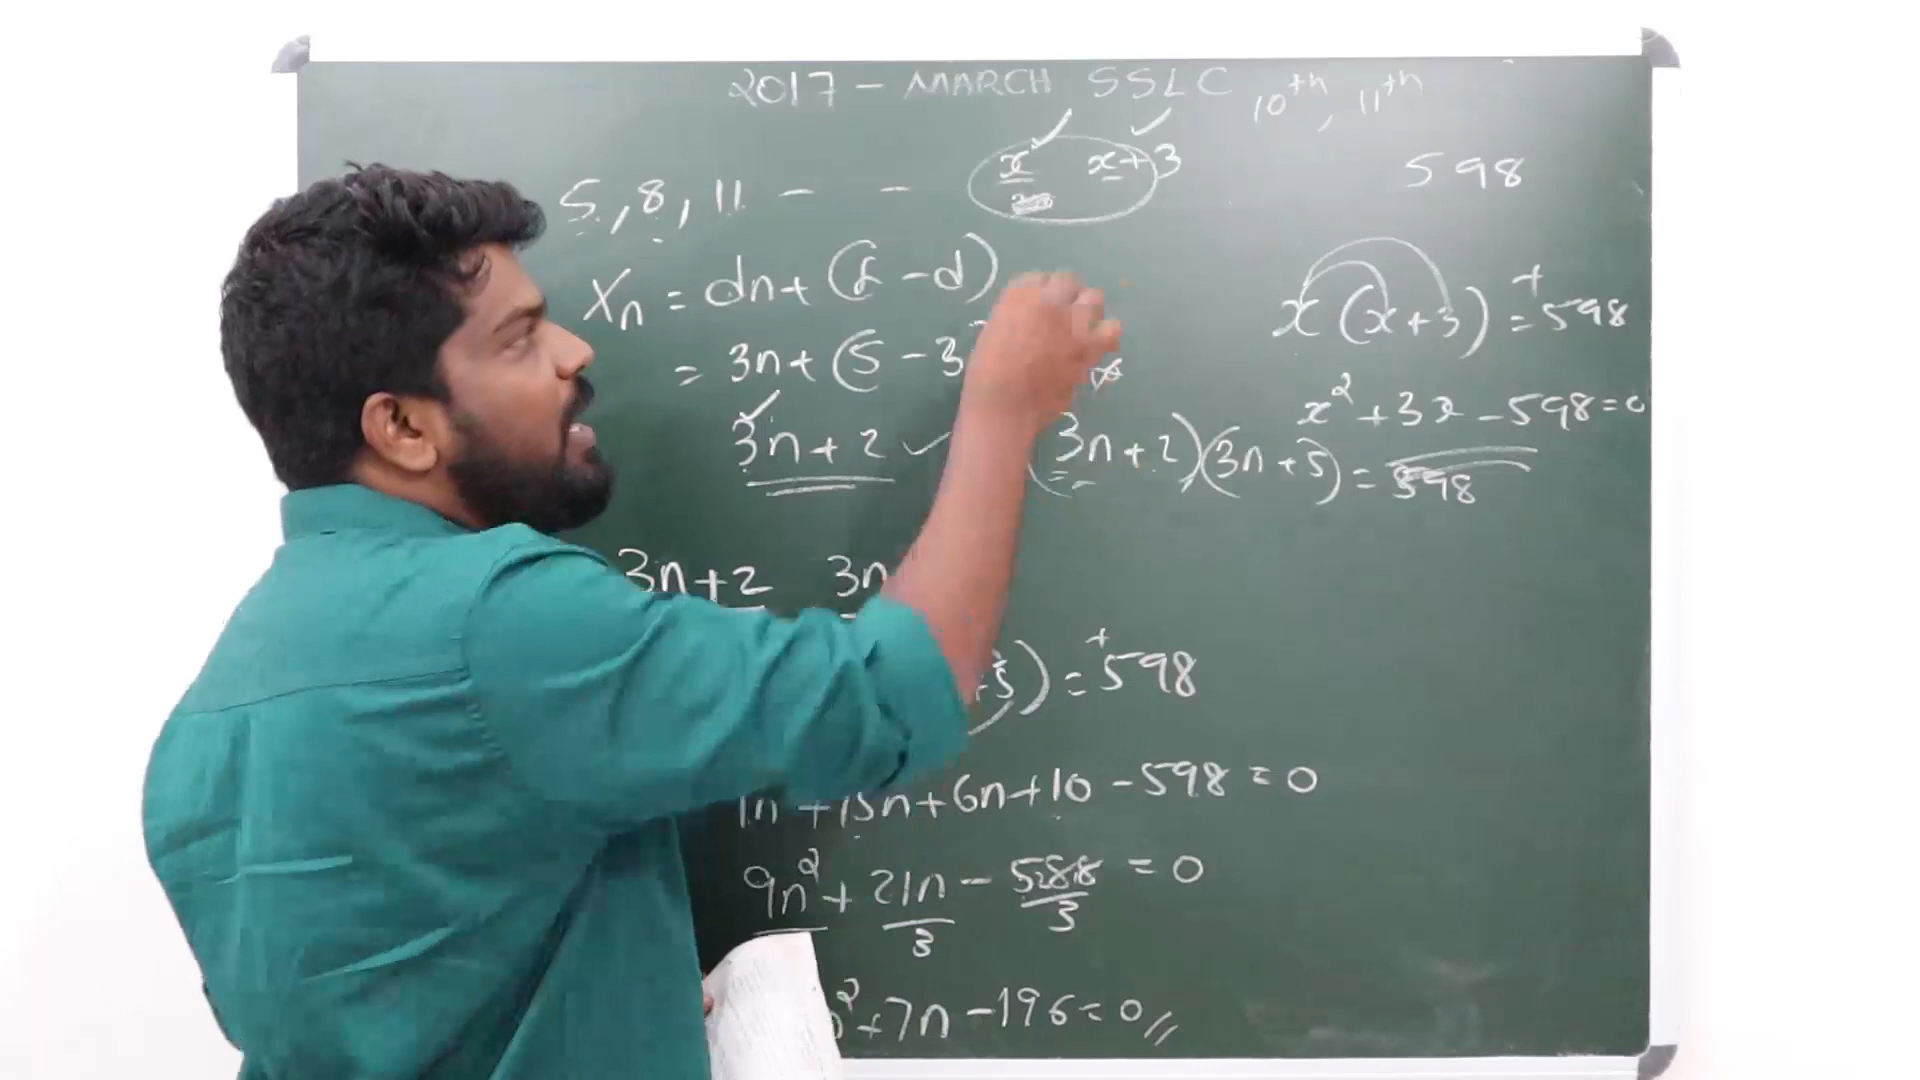 2017 - MARCH SSLC 10th, 11th
5, 8, 11 - - x x+3
598
Xn = dn + (f - d)
= 3n + (5 - 3
3n + 2
x (x + 3) = +598
x² + 3x - 598 = 0
(3n + 2)(3n + 5) = 598
3n + 2 3n
+5) = +598
+ 15n + 6n + 10 - 598 = 0
9n² + 21n/3 - 588/3 = 0
² + 7n - 196 = 0 //